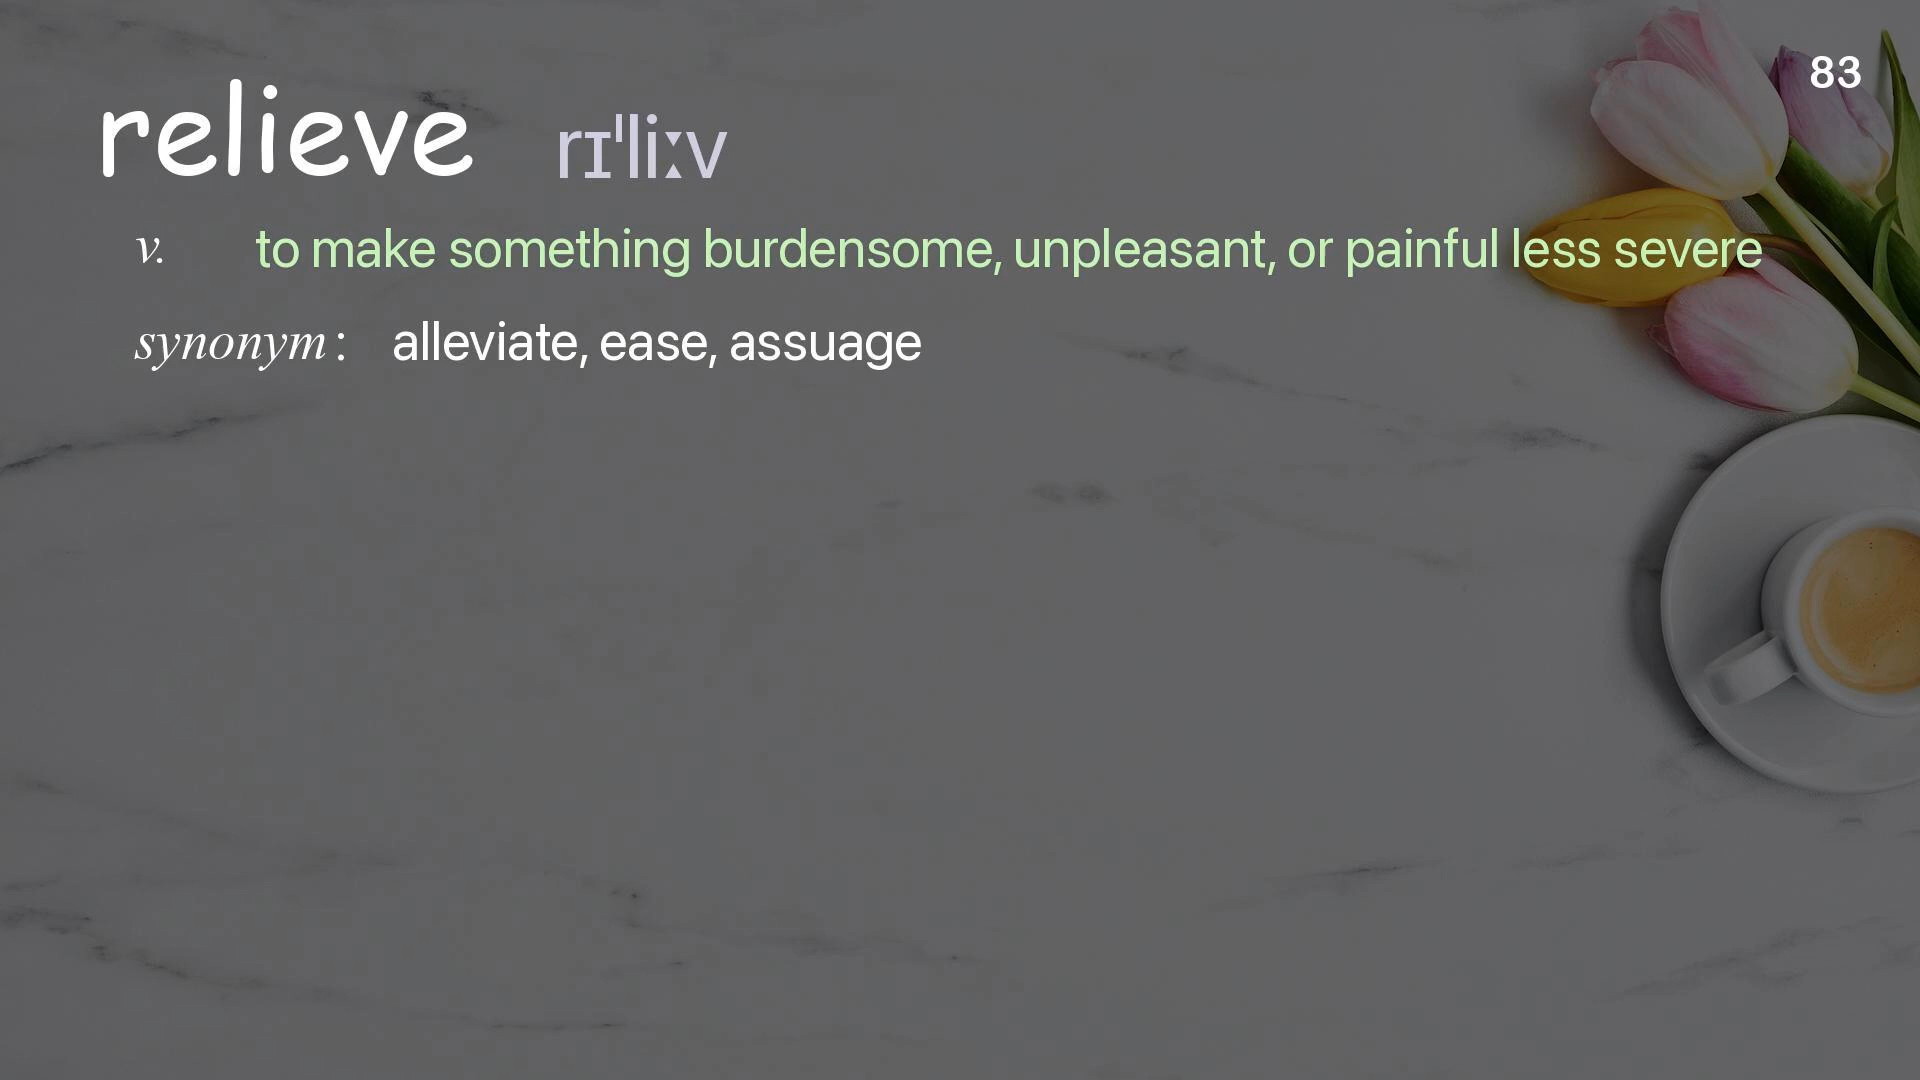 83
relieve rɪˈliːv
v. to make something burdensome, unpleasant, or painful less severe
synonym: alleviate, ease, assuage